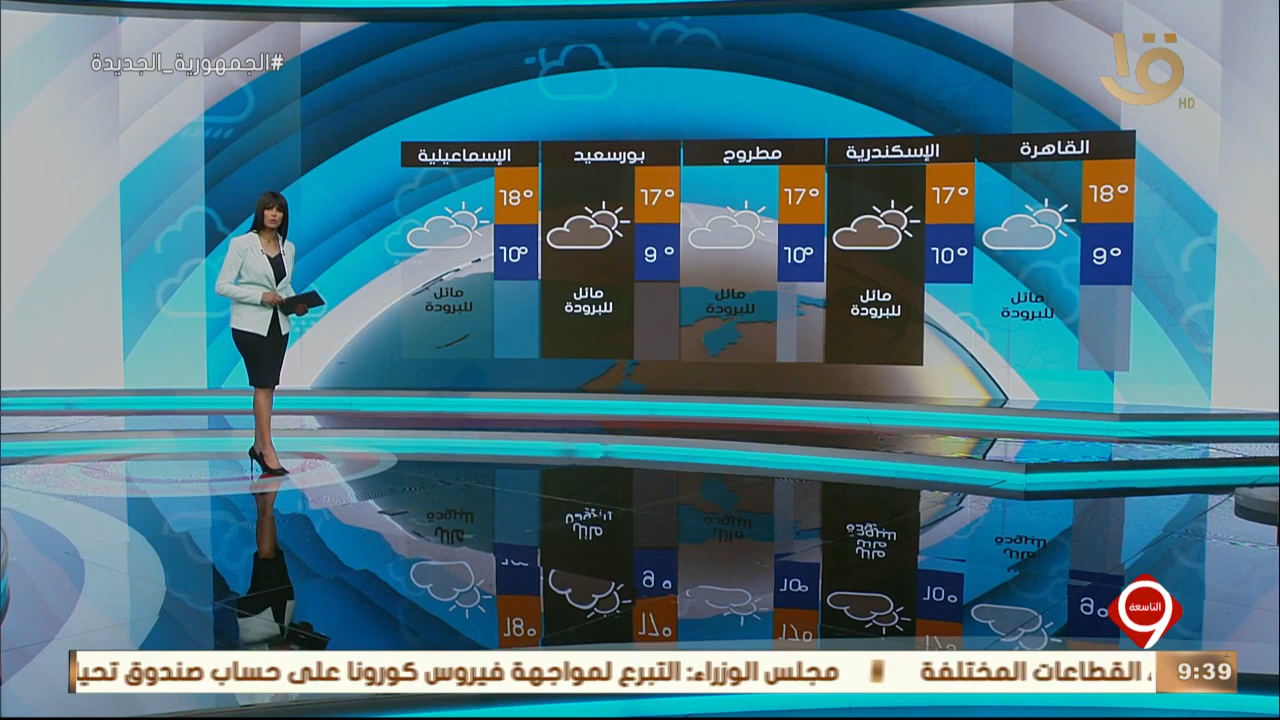 #الجمهورية_الجديدة
HD
القاهرة
18°
9°
مائل
للبرودة
الإسكندرية
17°
10°
مائل
للبرودة
مطروح
17°
10°
مائل
للبرودة
بورسعيد
17°
9°
مائل
للبرودة
الإسماعيلية
18°
10°
مائل
للبرودة
التاسعة
9:39
القطاعات المختلفة
مجلس الوزراء: التبرع لمواجهة فيروس كورونا على حساب صندوق تحيا